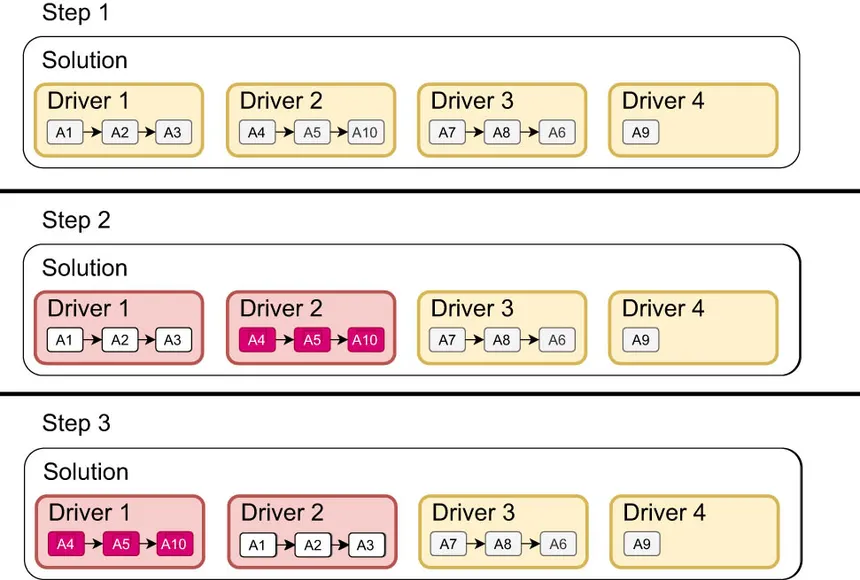 Step 1
Solution
Driver 1 Driver 2 Driver 3 Driver 4
A1 A2 A3 A4 A5 A10 A7 A8 A6 A9
Step 2
Solution
Driver 1 Driver 2 Driver 3 Driver 4
A1 A2 A3 A4 A5 A10 A7 A8 A6 A9
Step 3
Solution
Driver 1 Driver 2 Driver 3 Driver 4
A4 A5 A10 A1 A2 A3 A7 A8 A6 A9